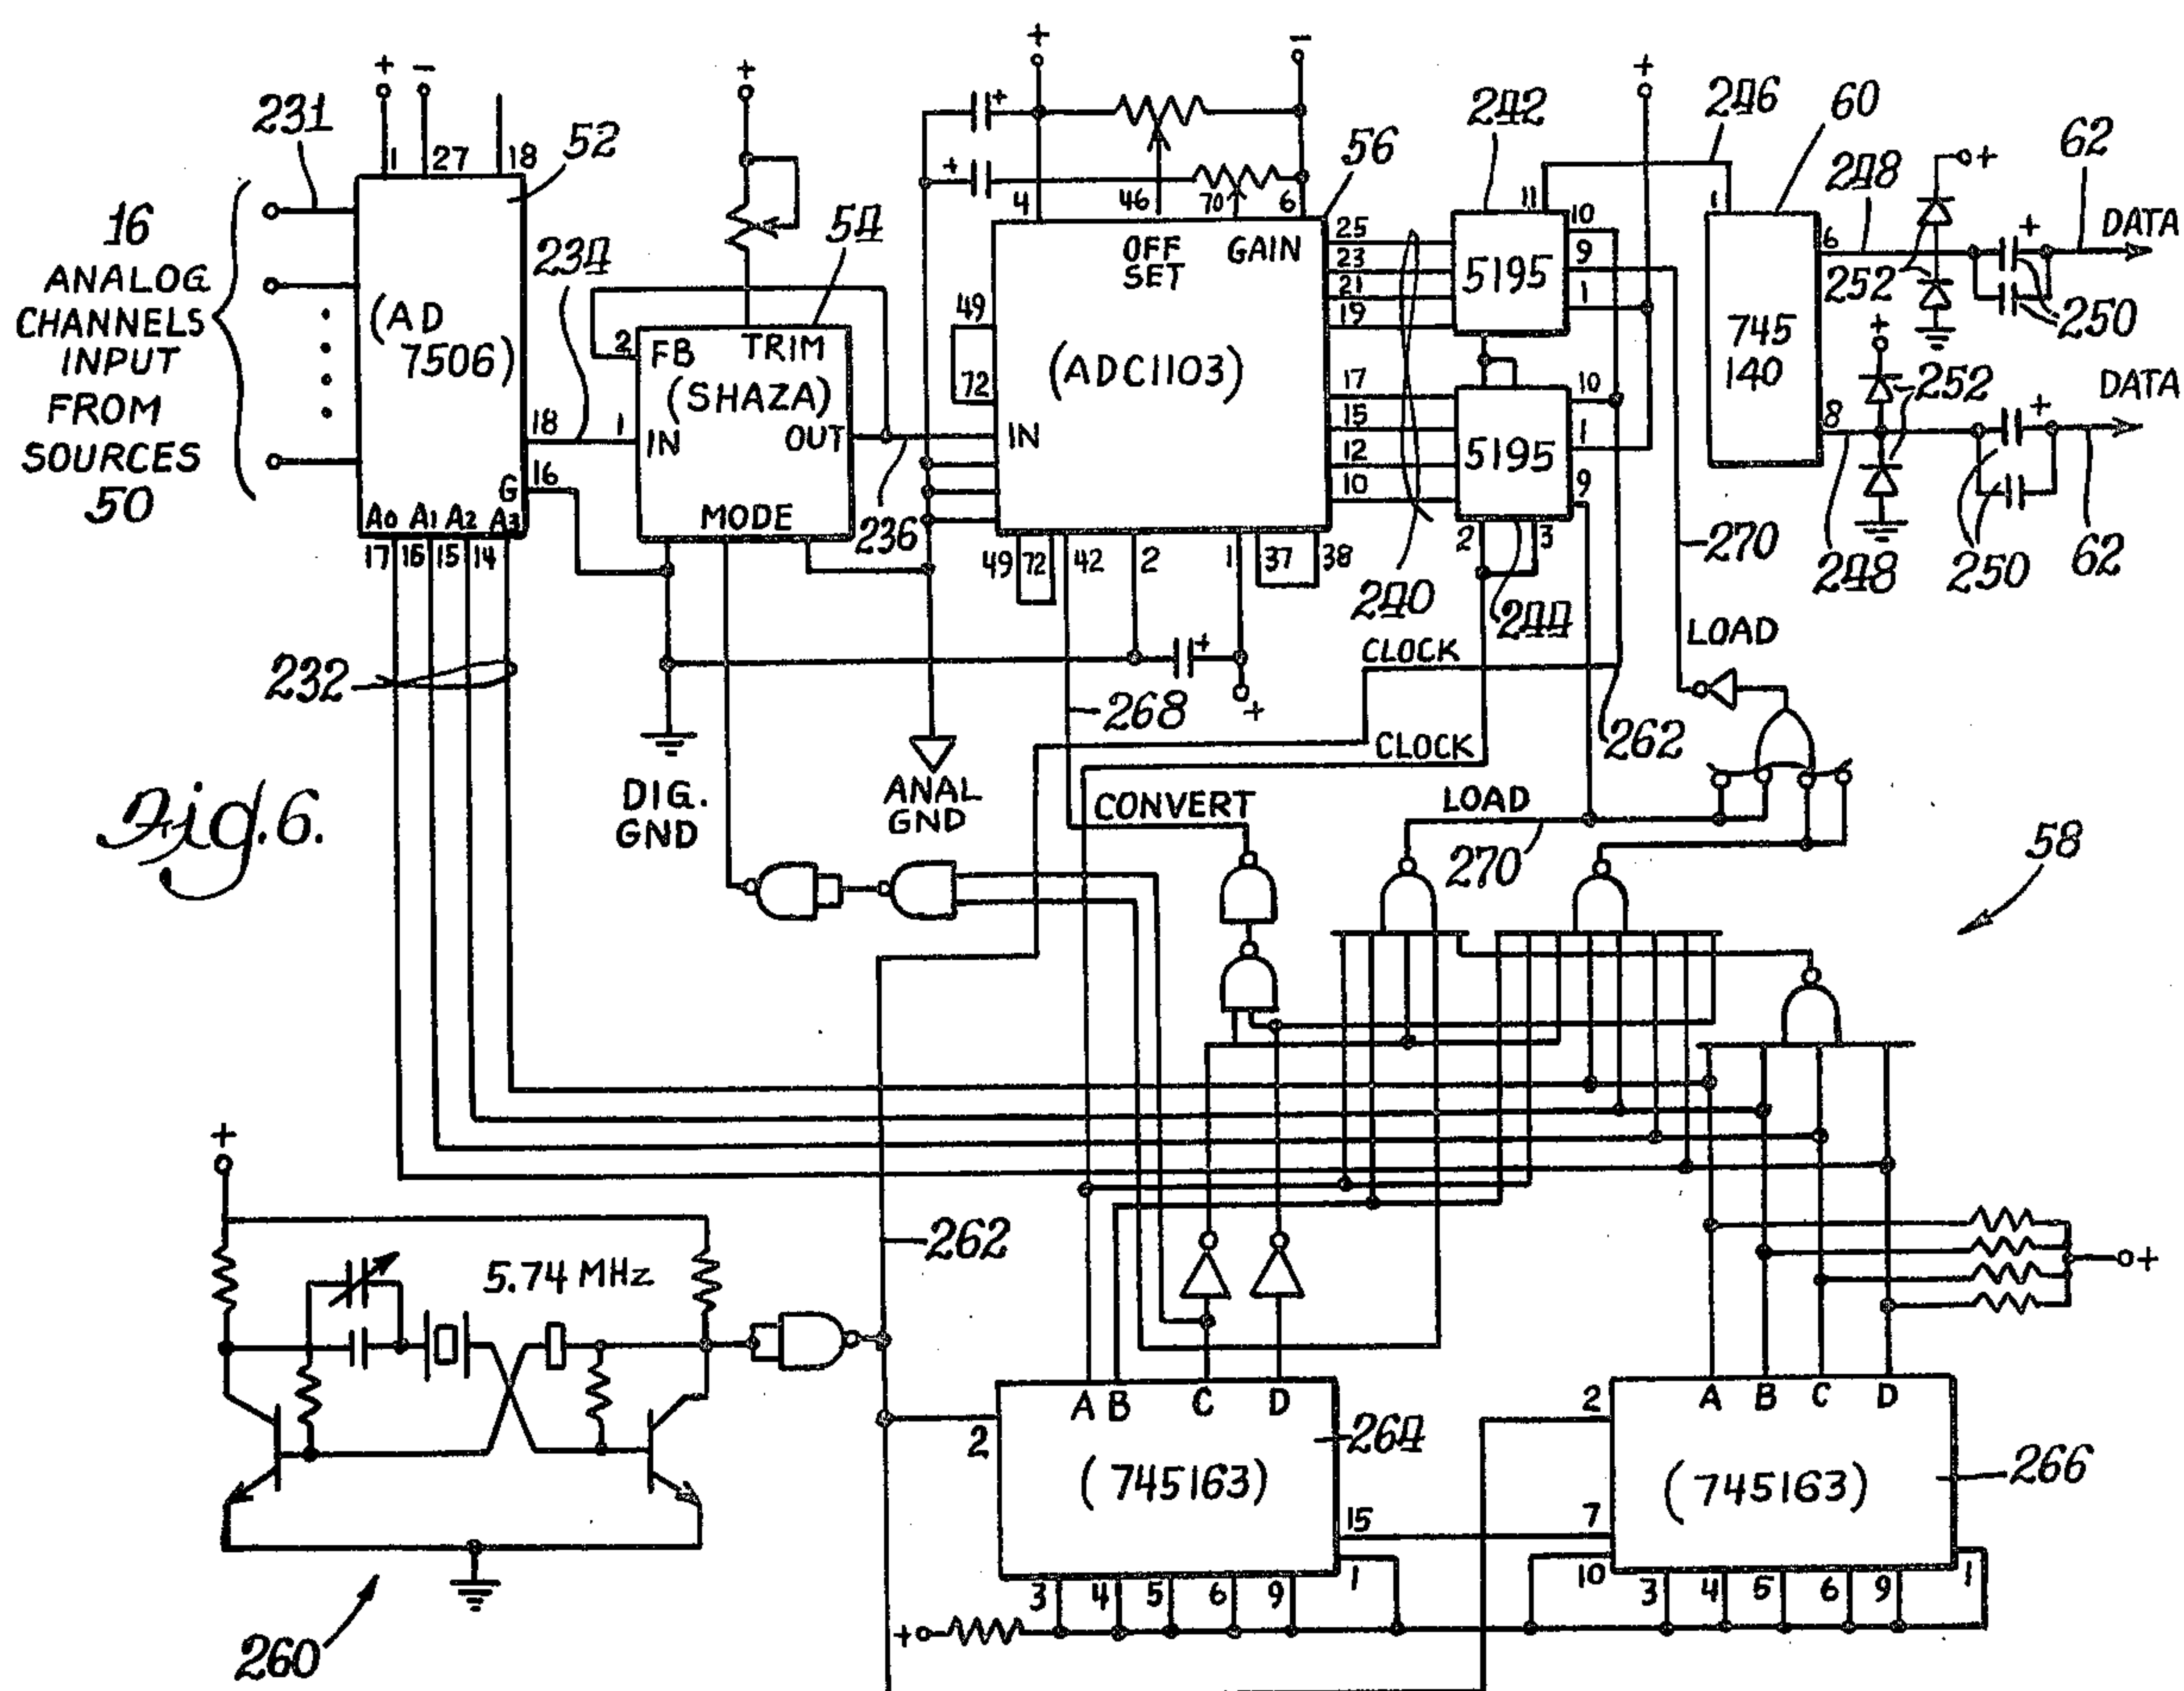 + -
1 27 18
231
52
16
ANALOG
CHANNELS
INPUT
FROM
SOURCES
50
(AD
7506)
18
16
G
A0 A1 A2 A3
17 16 15 14
232
234
+
54
2 FB TRIM
(SHAZA)
1 IN
OUT
MODE
236
DIG.
GND
ANAL
GND
+ -
+
+
4 46 70 6
56
OFF
SET
GAIN
49
72
(ADC1103)
IN
25
23
21
19
17
15
12
10
49 72 42 2 1 37 38
+
+
268
240
242
11
10
9
1
5195
10
1
9
5195
2 3
244
+
246
60
1
745
140
6
8
248
252
+
+
250
62
DATA
+
252
+
DATA
248
250
62
270
LOAD
CLOCK
262
CLOCK
CONVERT
LOAD
270
58
Fig. 6.
+
5.74 MHz
262
260
A B C D
2
264
(745163)
15
1
3 4 5 6 9
+
+
A B C D
2
266
(745163)
7
10
3 4 5 6 9 1